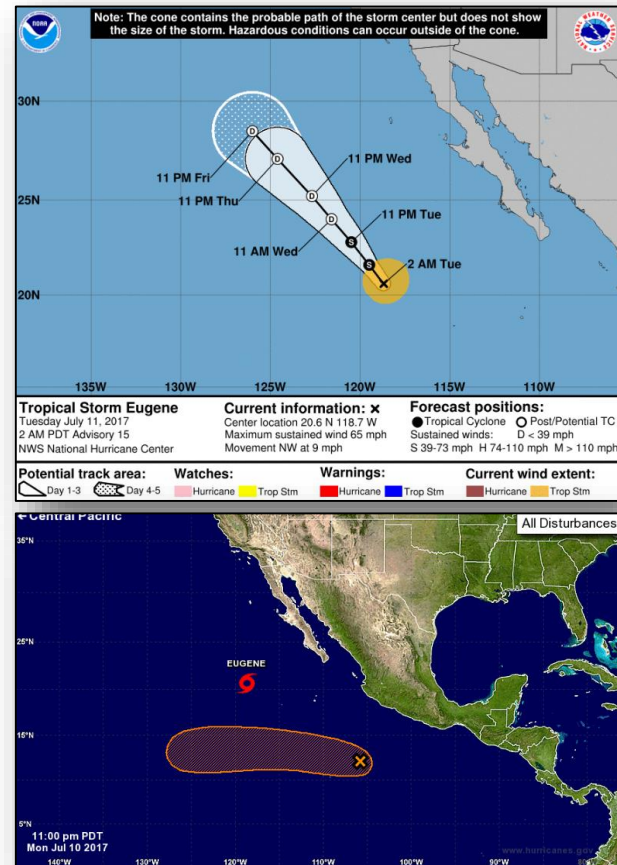 Note: The cone contains the probable path of the storm center but does not show
the size of the storm. Hazardous conditions can occur outside of the cone.
NOAA
30N
25N
20N
11 PM Fri
11 PM Thu
11 AM Wed
11 PM Wed
11 PM Tue
2 AM Tue
D
D
D
D
S
S
135W 130W 125W 120W 115W 110W
Tropical Storm Eugene
Tuesday July 11, 2017
2 AM PDT Advisory 15
NWS National Hurricane Center
Current information: ×
Center location 20.6 N 118.7 W
Maximum sustained wind 65 mph
Movement NW at 9 mph
Forecast positions:
● Tropical Cyclone ○ Post/Potential TC
Sustained winds: D < 39 mph
S 39-73 mph H 74-110 mph M > 110 mph
Potential track area:
Day 1-3 Day 4-5
Watches:
Hurricane Trop Stm
Warnings:
Hurricane Trop Stm
Current wind extent:
Hurricane Trop Stm
←Central Pacific
All Disturbances
35°N
25°N
15°N
5°N
EUGENE
11:00 pm PDT
Mon Jul 10 2017
www.hurricanes.gov
140°W 130°W 120°W 110°W 100°W 90°W